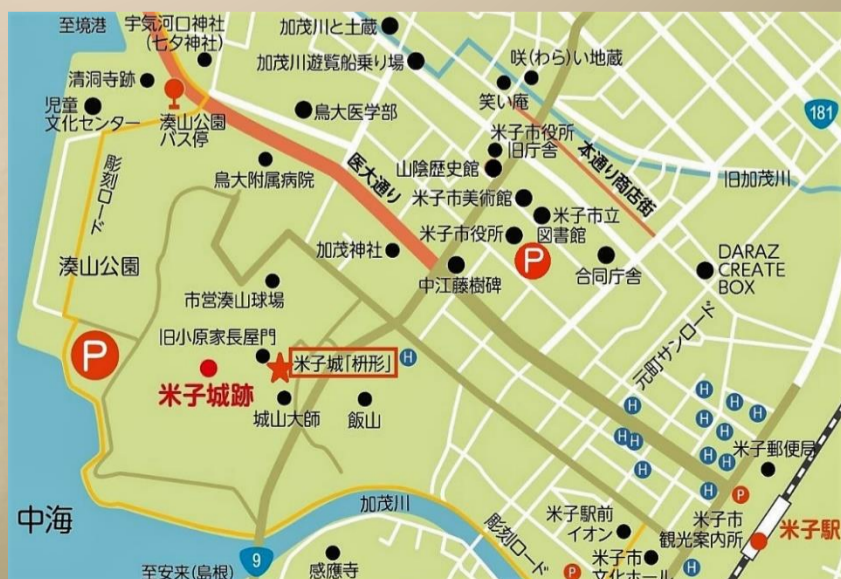 至境港
宇気河口神社
(七夕神社)
加茂川と土蔵
咲(わらい)い地蔵
清洞寺跡
加茂川遊覧船乗り場
笑い庵
児童
文化センター
湊山公園
バス停
鳥大医学部
米子市役所
旧庁舎
181
彫刻ロード
鳥大附属病院
医大通り
山陰歴史館
本通り商店街
旧加茂川
米子市美術館
米子市立
図書館
湊山公園
加茂神社
米子市役所
P
中江藤樹碑
合同庁舎
DARAZ
CREATE
BOX
市営湊山球場
元町サンロード
P
旧小原家長屋門
米子城「枡形」
H
米子城跡
城山大師
飯山
H
H
H
H
H
H
H
H
H
H
H
H
米子郵便局
中海
加茂川
P
彫刻ロード
米子駅前
イオン
米子市
観光案内所
米子駅
9
至安来(島根)
感應寺
P
米子市
文化ホール
H